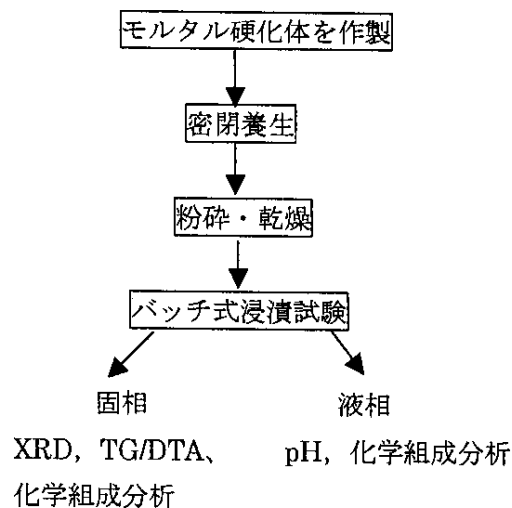 モルタル硬化体を作製
密閉養生
粉砕・乾燥
バッチ式浸漬試験
固相
液相
XRD, TG/DTA、
pH, 化学組成分析
化学組成分析